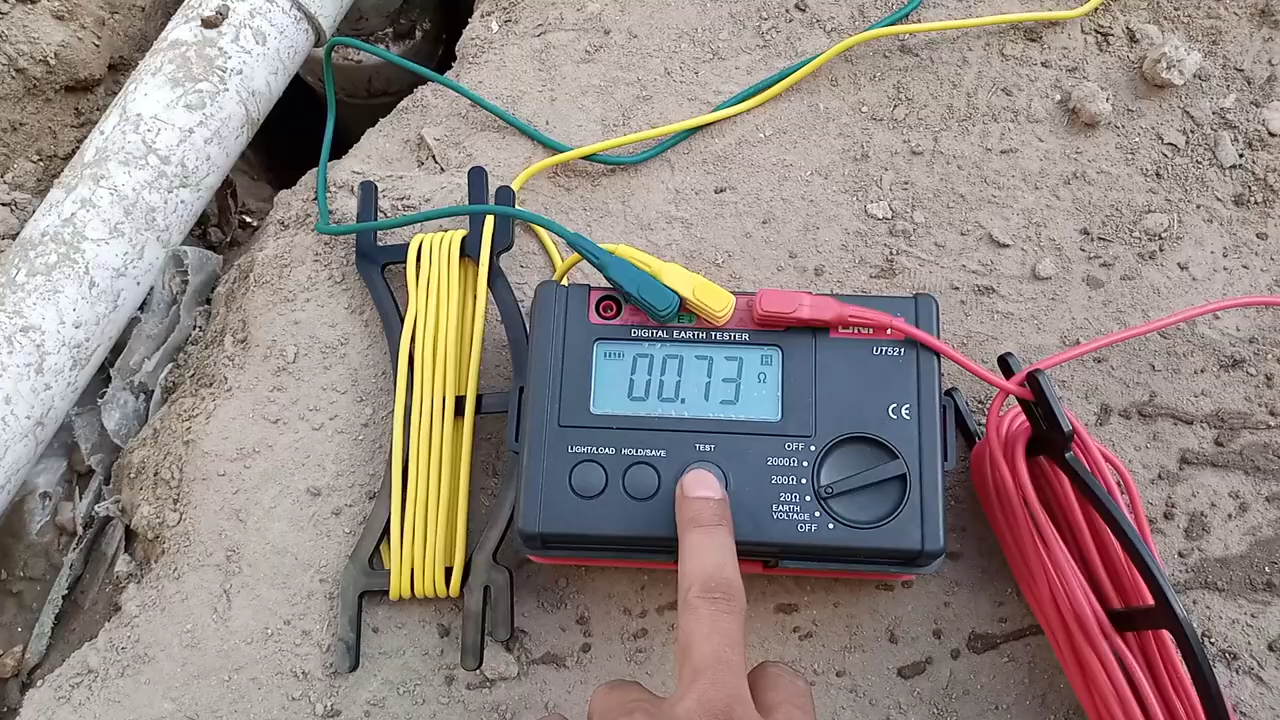 E
DIGITAL EARTH TESTER
UT521
00.73
H
Ω
CE
LIGHT/LOAD HOLD/SAVE TEST
OFF
2000Ω
200Ω
20Ω
EARTH
VOLTAGE
OFF